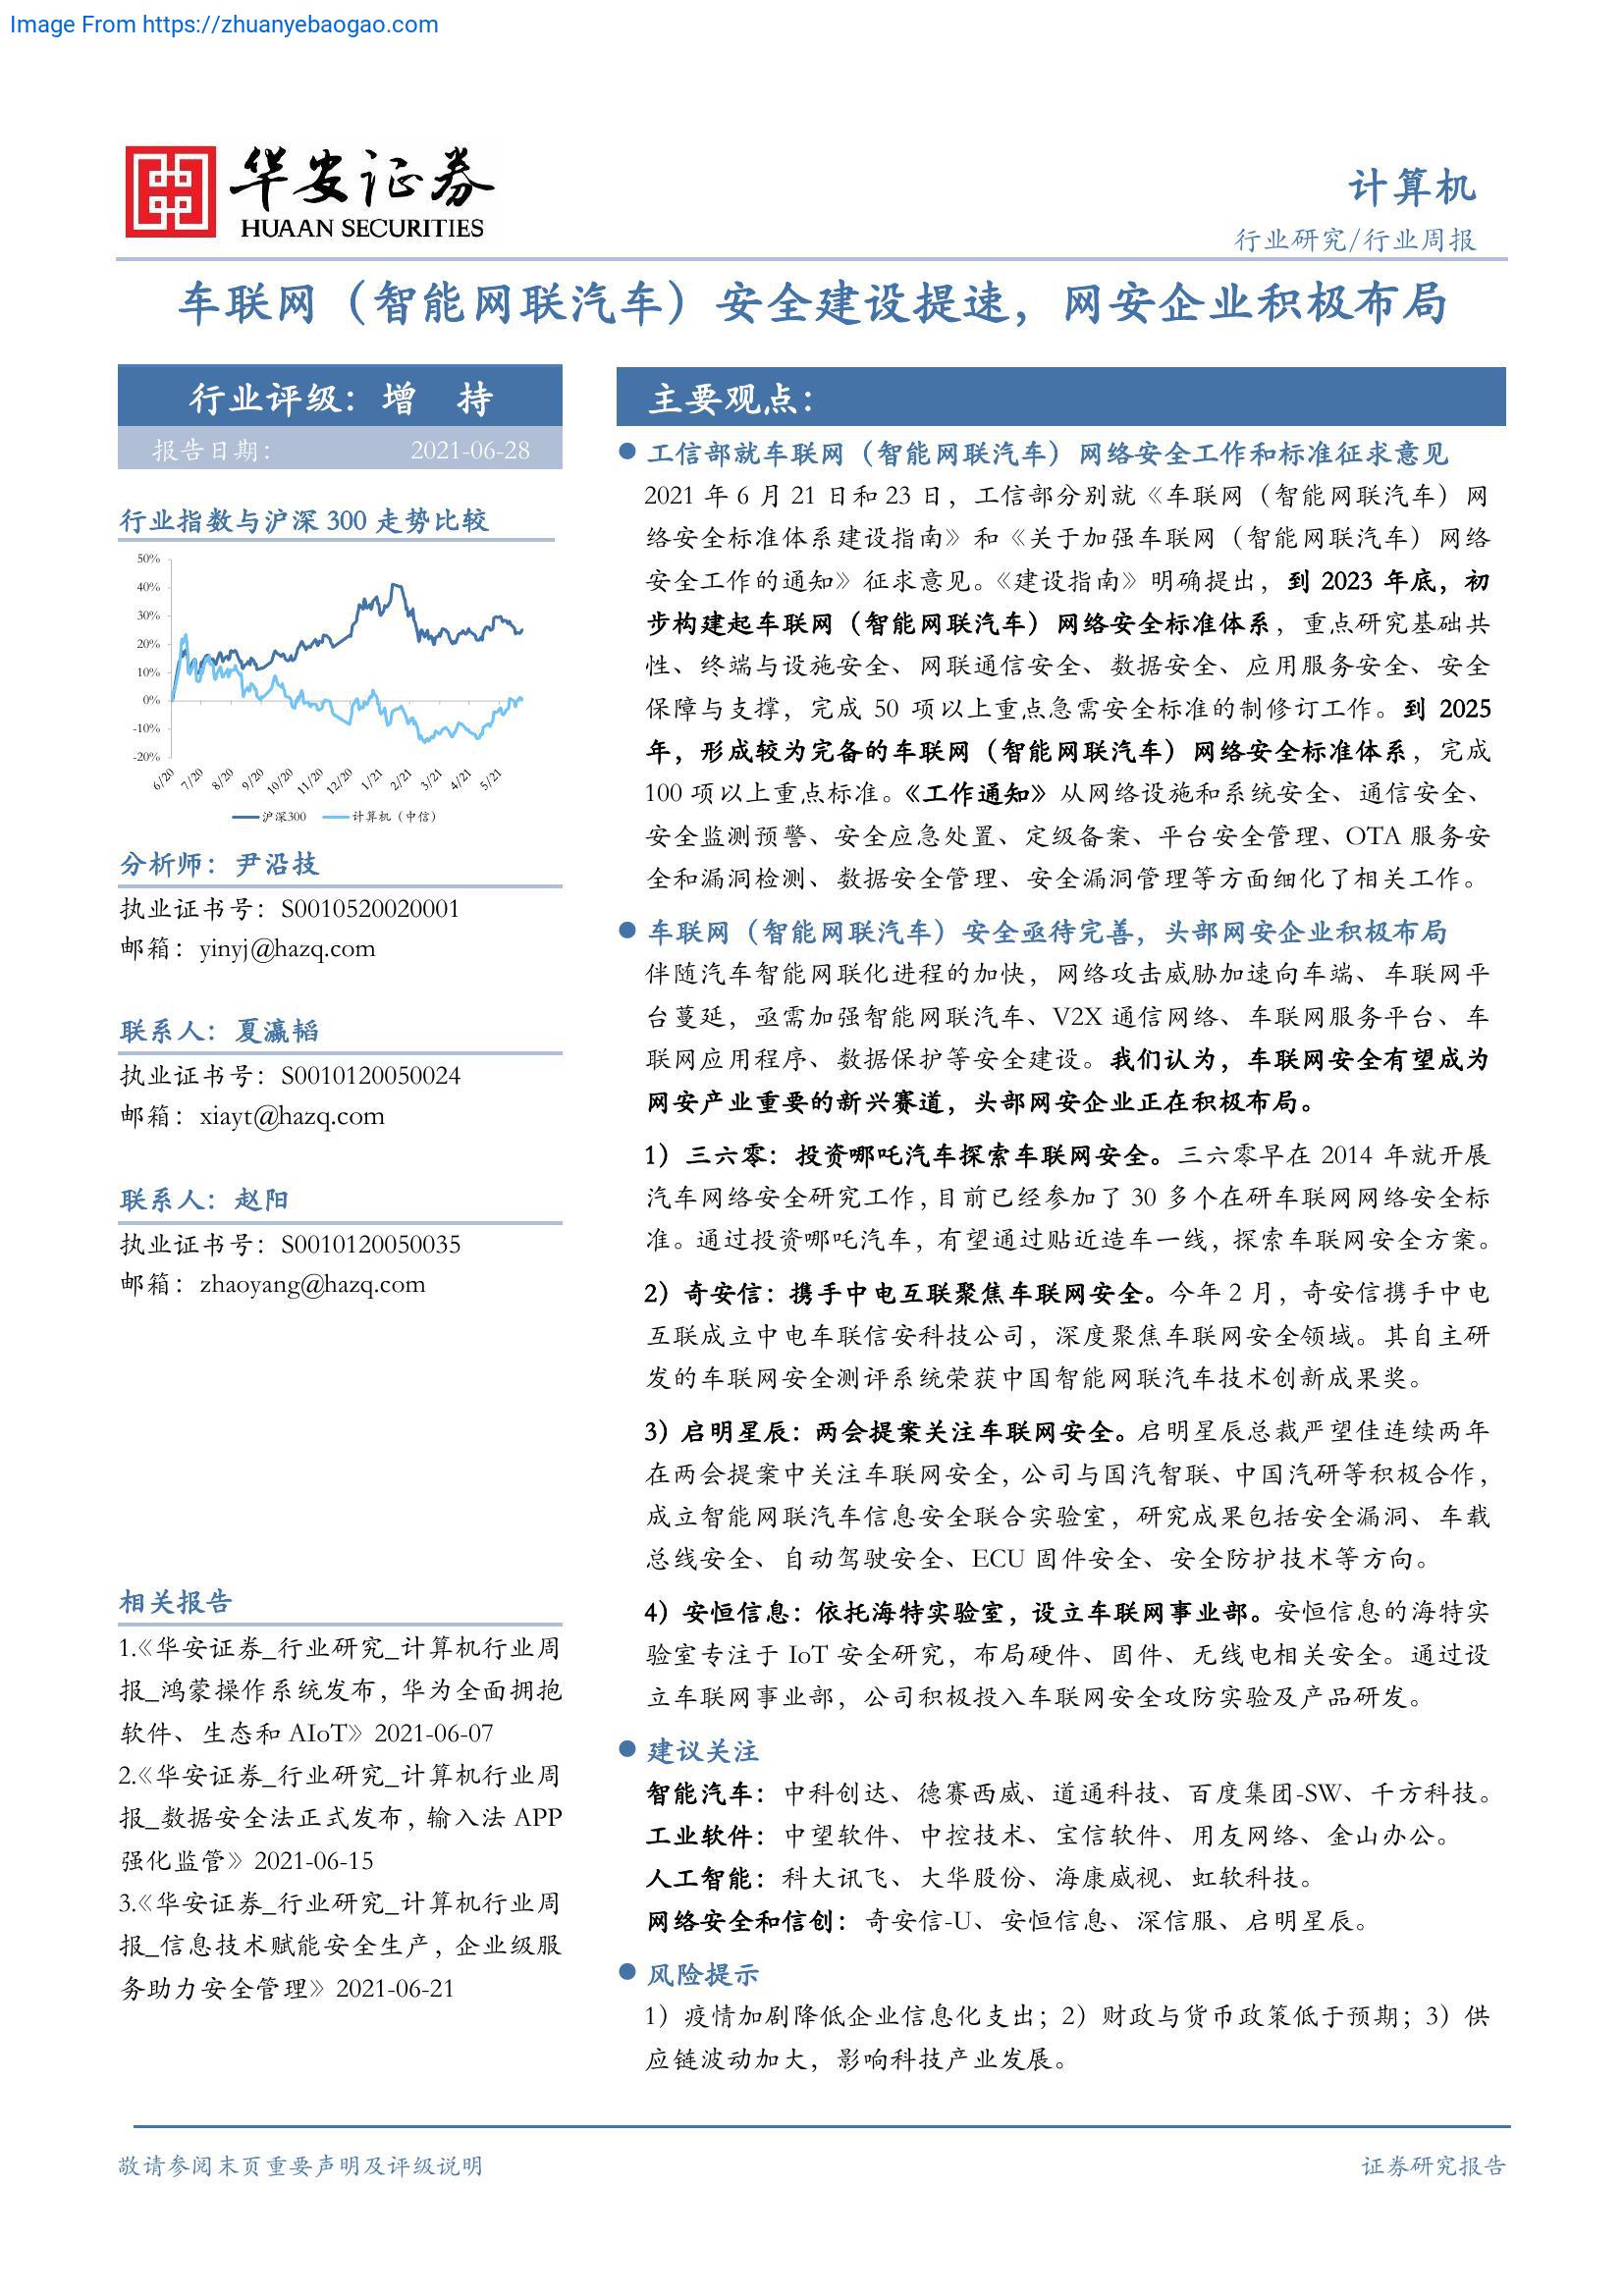 Image From https://zhuanyebaogao.com
华安证券
HUAAN SECURITIES
计算机
行业研究/行业周报
车联网（智能网联汽车）安全建设提速，网安企业积极布局
行业评级：增 持
报告日期： 2021-06-28
行业指数与沪深 300 走势比较
50%
40%
30%
20%
10%
0%
-10%
-20%
6/20 7/20 8/20 9/20 10/20 11/20 12/20 1/21 2/21 3/21 4/21 5/21
沪深300 计算机（中信）
分析师：尹沿技
执业证书号：S0010520020001
邮箱：yinyj@hazq.com
联系人：夏瀛韬
执业证书号：S0010120050024
邮箱：xiayt@hazq.com
联系人：赵阳
执业证书号：S0010120050035
邮箱：zhaoyang@hazq.com
相关报告
1.《华安证券_行业研究_计算机行业周
报_鸿蒙操作系统发布，华为全面拥抱
软件、生态和 AIoT》2021-06-07
2.《华安证券_行业研究_计算机行业周
报_数据安全法正式发布，输入法 APP
强化监管》2021-06-15
3.《华安证券_行业研究_计算机行业周
报_信息技术赋能安全生产，企业级服
务助力安全管理》2021-06-21
主要观点：
工信部就车联网（智能网联汽车）网络安全工作和标准征求意见
2021 年 6 月 21 日和 23 日，工信部分别就《车联网（智能网联汽车）网
络安全标准体系建设指南》和《关于加强车联网（智能网联汽车）网络
安全工作的通知》征求意见。《建设指南》明确提出，到 2023 年底，初
步构建起车联网（智能网联汽车）网络安全标准体系，重点研究基础共
性、终端与设施安全、网联通信安全、数据安全、应用服务安全、安全
保障与支撑，完成 50 项以上重点急需安全标准的制修订工作。到 2025
年，形成较为完备的车联网（智能网联汽车）网络安全标准体系，完成
100 项以上重点标准。《工作通知》从网络设施和系统安全、通信安全、
安全监测预警、安全应急处置、定级备案、平台安全管理、OTA 服务安
全和漏洞检测、数据安全管理、安全漏洞管理等方面细化了相关工作。
车联网（智能网联汽车）安全亟待完善，头部网安企业积极布局
伴随汽车智能网联化进程的加快，网络攻击威胁加速向车端、车联网平
台蔓延，亟需加强智能网联汽车、V2X 通信网络、车联网服务平台、车
联网应用程序、数据保护等安全建设。我们认为，车联网安全有望成为
网安产业重要的新兴赛道，头部网安企业正在积极布局。
1）三六零：投资哪吒汽车探索车联网安全。三六零早在 2014 年就开展
汽车网络安全研究工作，目前已经参加了 30 多个在研车联网网络安全标
准。通过投资哪吒汽车，有望通过贴近造车一线，探索车联网安全方案。
2）奇安信：携手中电互联聚焦车联网安全。今年 2 月，奇安信携手中电
互联成立中电车联信安科技公司，深度聚焦车联网安全领域。其自主研
发的车联网安全测评系统荣获中国智能网联汽车技术创新成果奖。
3）启明星辰：两会提案关注车联网安全。启明星辰总裁严望佳连续两年
在两会提案中关注车联网安全，公司与国汽智联、中国汽研等积极合作，
成立智能网联汽车信息安全联合实验室，研究成果包括安全漏洞、车载
总线安全、自动驾驶安全、ECU 固件安全、安全防护技术等方向。
4）安恒信息：依托海特实验室，设立车联网事业部。安恒信息的海特实
验室专注于 IoT 安全研究，布局硬件、固件、无线电相关安全。通过设
立车联网事业部，公司积极投入车联网安全攻防实验及产品研发。
建议关注
智能汽车：中科创达、德赛西威、道通科技、百度集团-SW、千方科技。
工业软件：中望软件、中控技术、宝信软件、用友网络、金山办公。
人工智能：科大讯飞、大华股份、海康威视、虹软科技。
网络安全和信创：奇安信-U、安恒信息、深信服、启明星辰。
风险提示
1）疫情加剧降低企业信息化支出；2）财政与货币政策低于预期；3）供
应链波动加大，影响科技产业发展。
敬请参阅末页重要声明及评级说明
证券研究报告